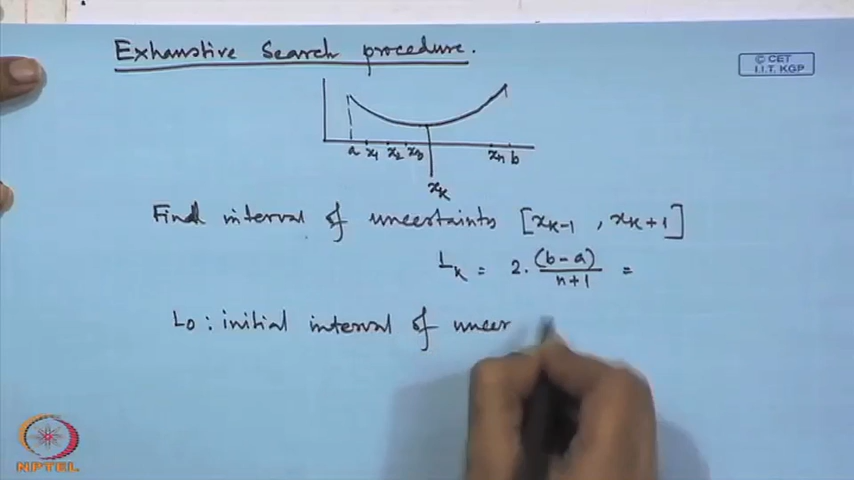 Exhaustive Search procedure.
© CET
I.I.T. KGP
a x1 x2 x3 xn b
xK
Final interval of uncertainty [xK-1 , xK+1]
LK = 2. (b-a)/n+1 =
L0 : initial interval of uncer
NPTEL